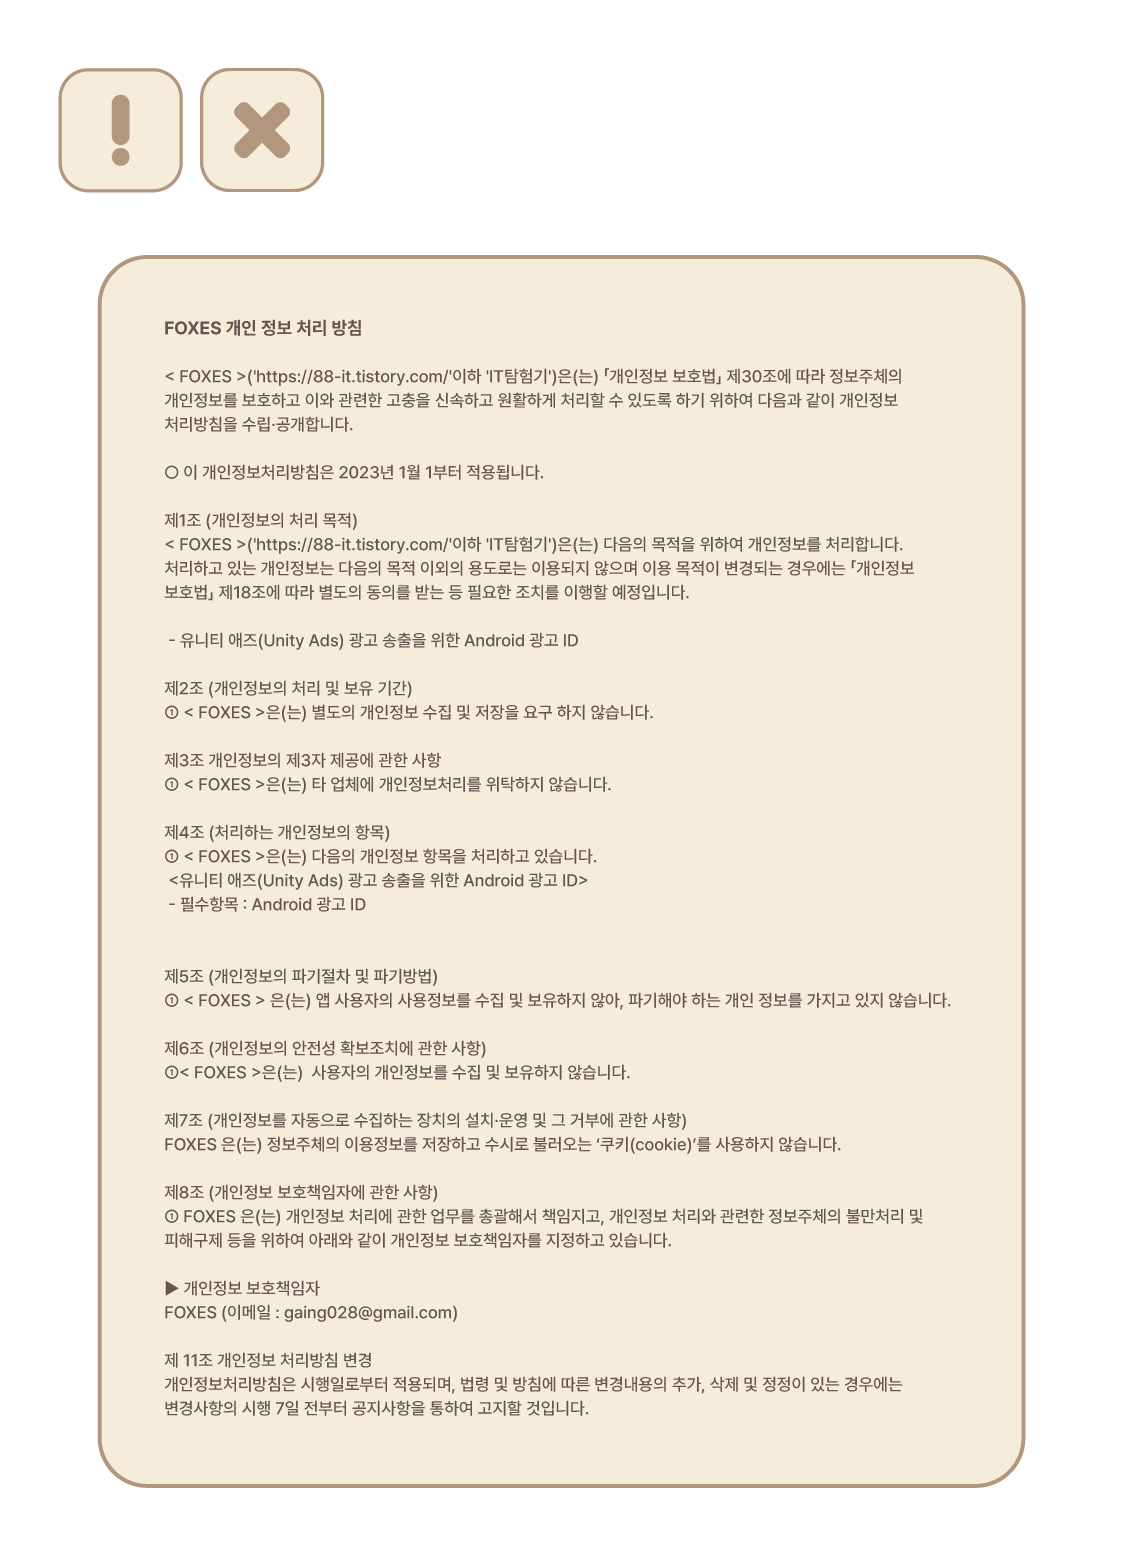 FOXES 개인 정보 처리 방침
< FOXES >('https://88-it.tistory.com/'이하 'IT탐험기')은(는) 「개인정보 보호법」 제30조에 따라 정보주체의
개인정보를 보호하고 이와 관련한 고충을 신속하고 원활하게 처리할 수 있도록 하기 위하여 다음과 같이 개인정보
처리방침을 수립·공개합니다.
○ 이 개인정보처리방침은 2023년 1월 1부터 적용됩니다.
제1조 (개인정보의 처리 목적)
< FOXES >('https://88-it.tistory.com/'이하 'IT탐험기')은(는) 다음의 목적을 위하여 개인정보를 처리합니다.
처리하고 있는 개인정보는 다음의 목적 이외의 용도로는 이용되지 않으며 이용 목적이 변경되는 경우에는 「개인정보
보호법」 제18조에 따라 별도의 동의를 받는 등 필요한 조치를 이행할 예정입니다.
- 유니티 애즈(Unity Ads) 광고 송출을 위한 Android 광고 ID
제2조 (개인정보의 처리 및 보유 기간)
① < FOXES >은(는) 별도의 개인정보 수집 및 저장을 요구 하지 않습니다.
제3조 개인정보의 제3자 제공에 관한 사항
① < FOXES >은(는) 타 업체에 개인정보처리를 위탁하지 않습니다.
제4조 (처리하는 개인정보의 항목)
① < FOXES >은(는) 다음의 개인정보 항목을 처리하고 있습니다.
<유니티 애즈(Unity Ads) 광고 송출을 위한 Android 광고 ID>
- 필수항목 : Android 광고 ID
제5조 (개인정보의 파기절차 및 파기방법)
① < FOXES > 은(는) 앱 사용자의 사용정보를 수집 및 보유하지 않아, 파기해야 하는 개인 정보를 가지고 있지 않습니다.
제6조 (개인정보의 안전성 확보조치에 관한 사항)
①< FOXES >은(는)  사용자의 개인정보를 수집 및 보유하지 않습니다.
제7조 (개인정보를 자동으로 수집하는 장치의 설치·운영 및 그 거부에 관한 사항)
FOXES 은(는) 정보주체의 이용정보를 저장하고 수시로 불러오는 ‘쿠키(cookie)’를 사용하지 않습니다.
제8조 (개인정보 보호책임자에 관한 사항)
① FOXES 은(는) 개인정보 처리에 관한 업무를 총괄해서 책임지고, 개인정보 처리와 관련한 정보주체의 불만처리 및
피해구제 등을 위하여 아래와 같이 개인정보 보호책임자를 지정하고 있습니다.
▶ 개인정보 보호책임자
FOXES (이메일 : gaing028@gmail.com)
제 11조 개인정보 처리방침 변경
개인정보처리방침은 시행일로부터 적용되며, 법령 및 방침에 따른 변경내용의 추가, 삭제 및 정정이 있는 경우에는
변경사항의 시행 7일 전부터 공지사항을 통하여 고지할 것입니다.